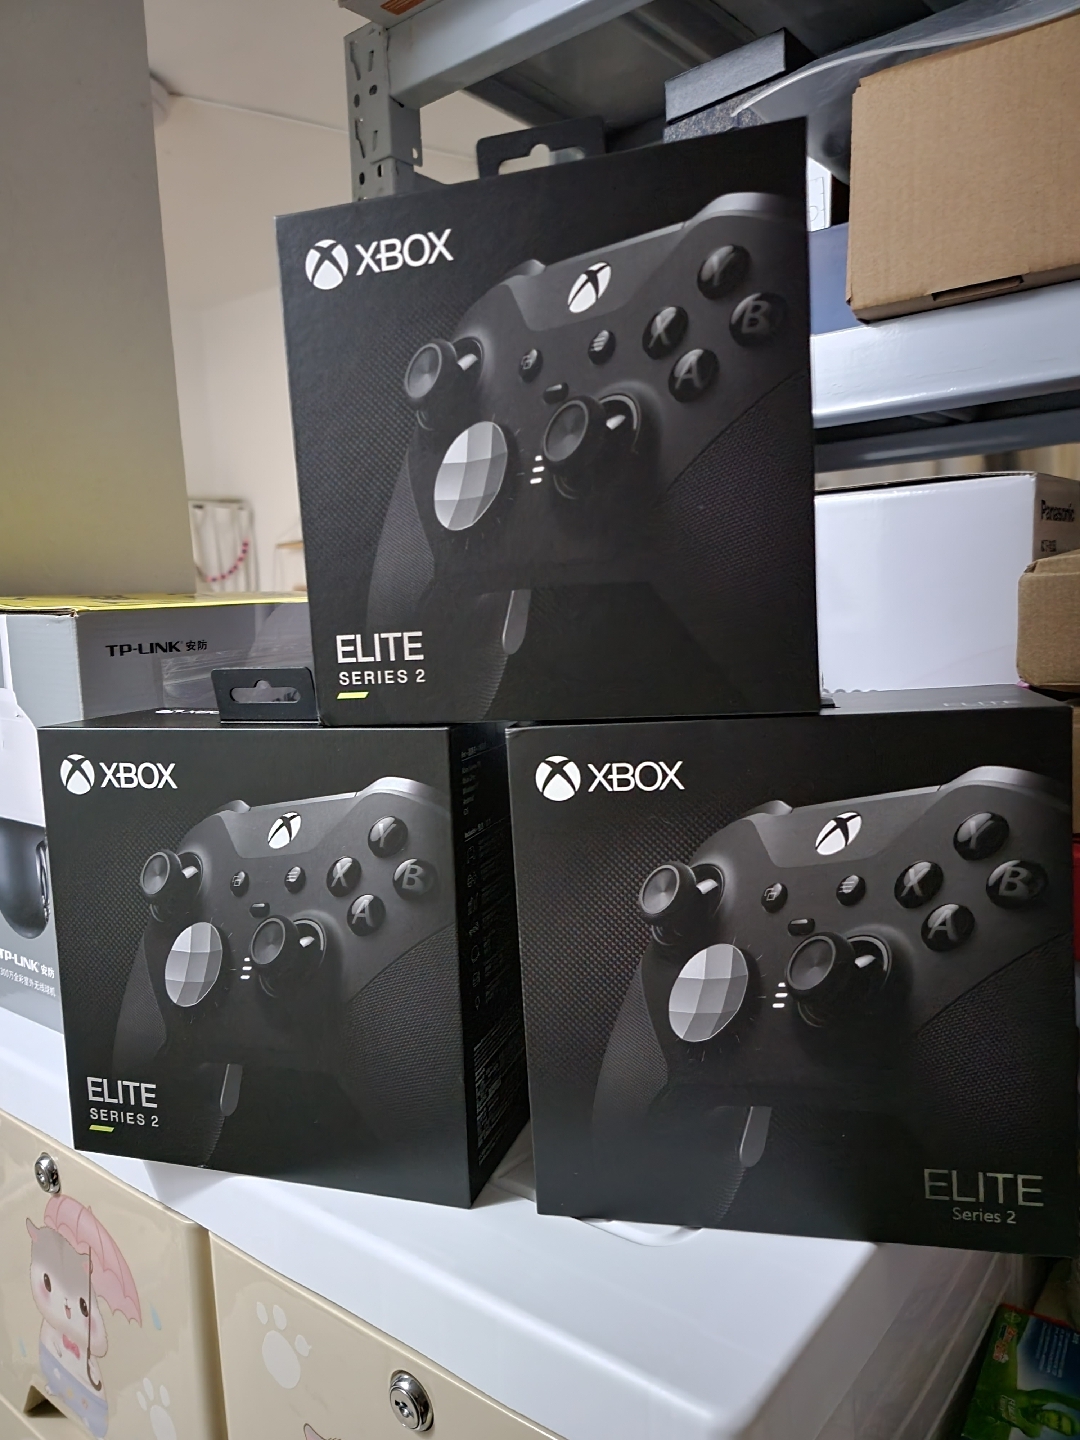 XBOX
Y
X
B
A
ELITE
SERIES 2
Panasonic
TP-LINK 安防
XBOX
Y
X
B
A
ELITE
SERIES 2
XBOX
Y
X
B
A
ELITE
Series 2
ELITE
TP-LINK 安防